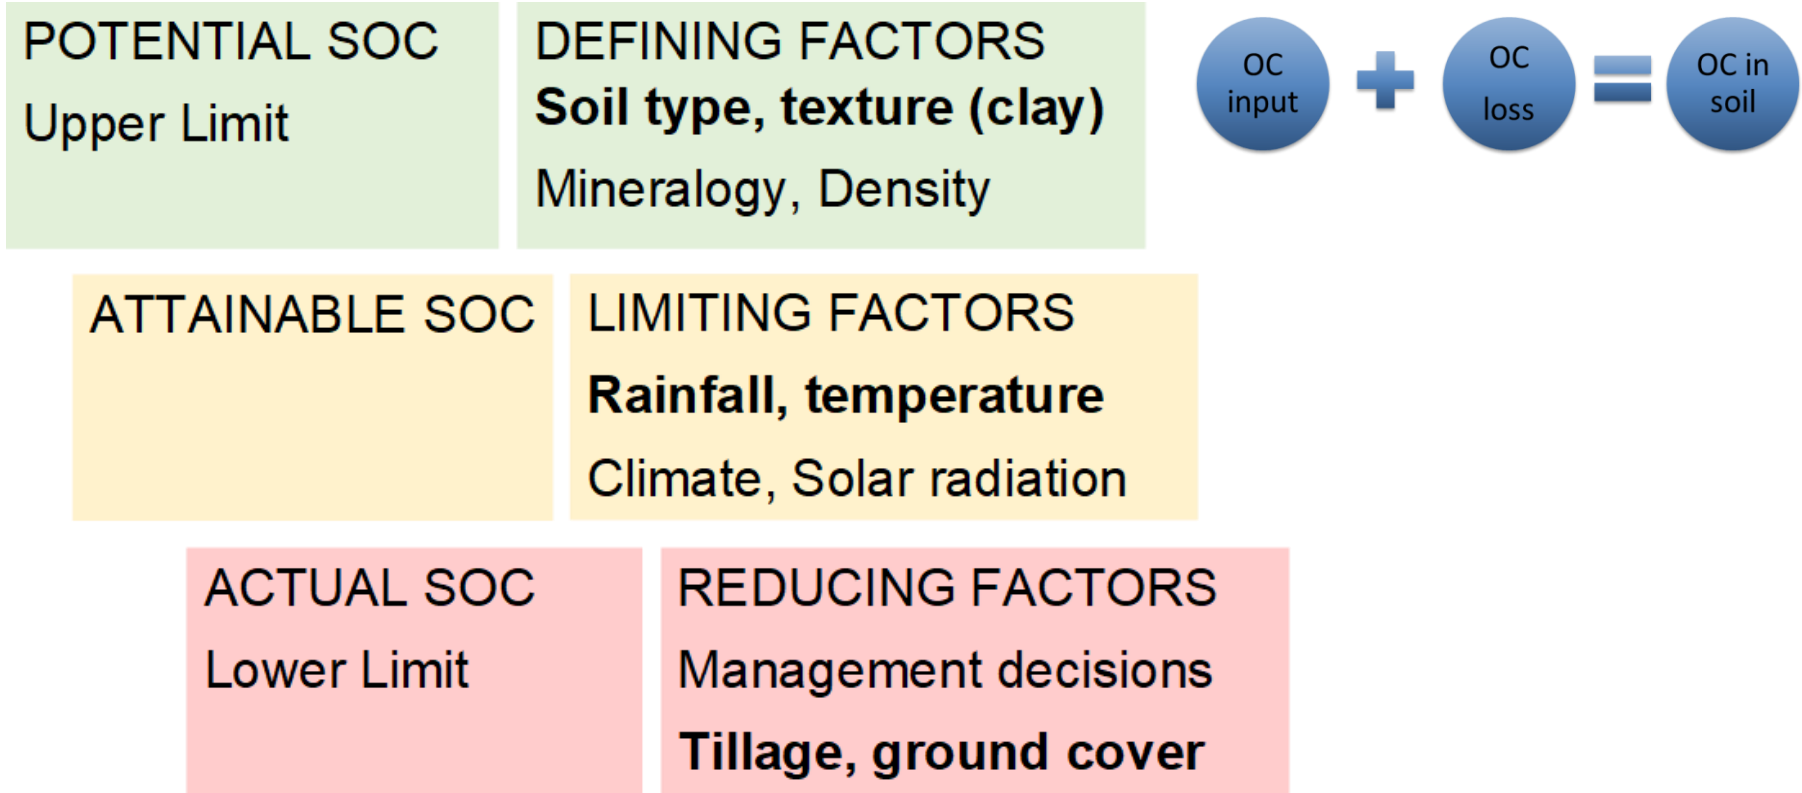 POTENTIAL SOC
Upper Limit
DEFINING FACTORS
Soil type, texture (clay)
Mineralogy, Density
OC
input
+
OC
loss
=
OC in
soil
ATTAINABLE SOC
LIMITING FACTORS
Rainfall, temperature
Climate, Solar radiation
ACTUAL SOC
Lower Limit
REDUCING FACTORS
Management decisions
Tillage, ground cover